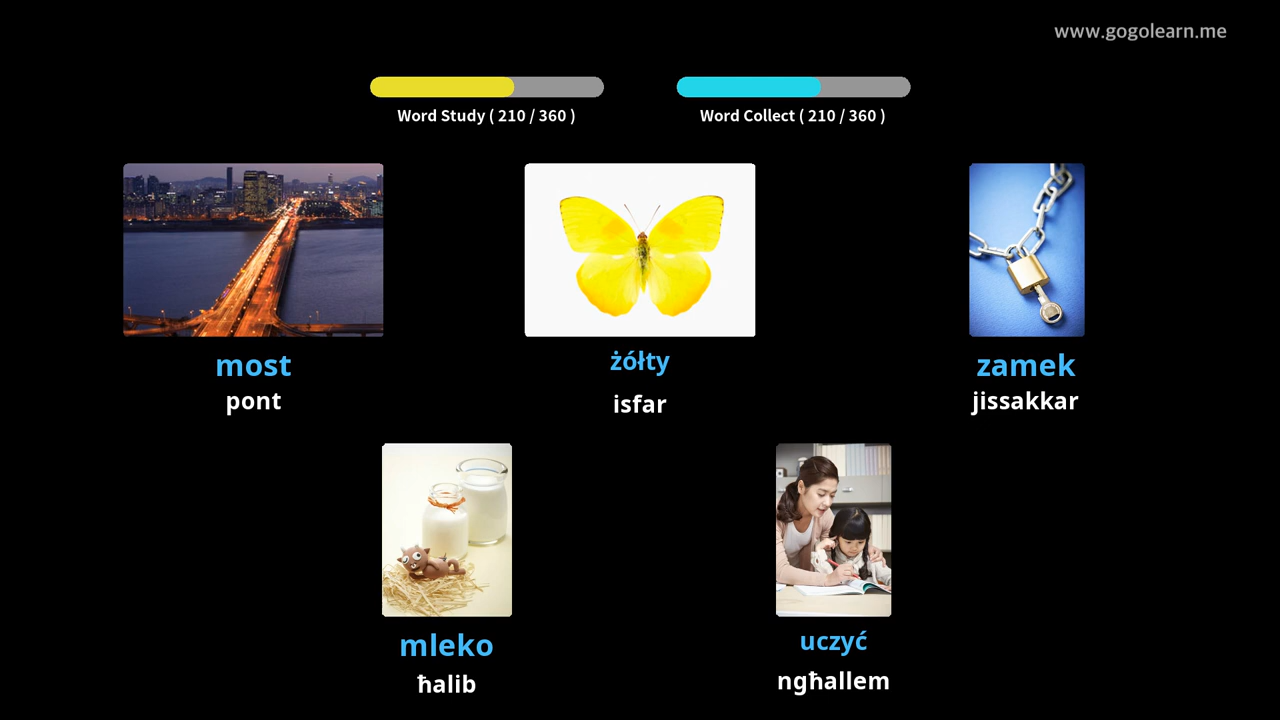 www.gogolearn.me
Word Study ( 210 / 360 )
Word Collect ( 210 / 360 )
most
pont
żółty
isfar
zamek
jissakkar
mleko
ħalib
uczyć
ngħallem